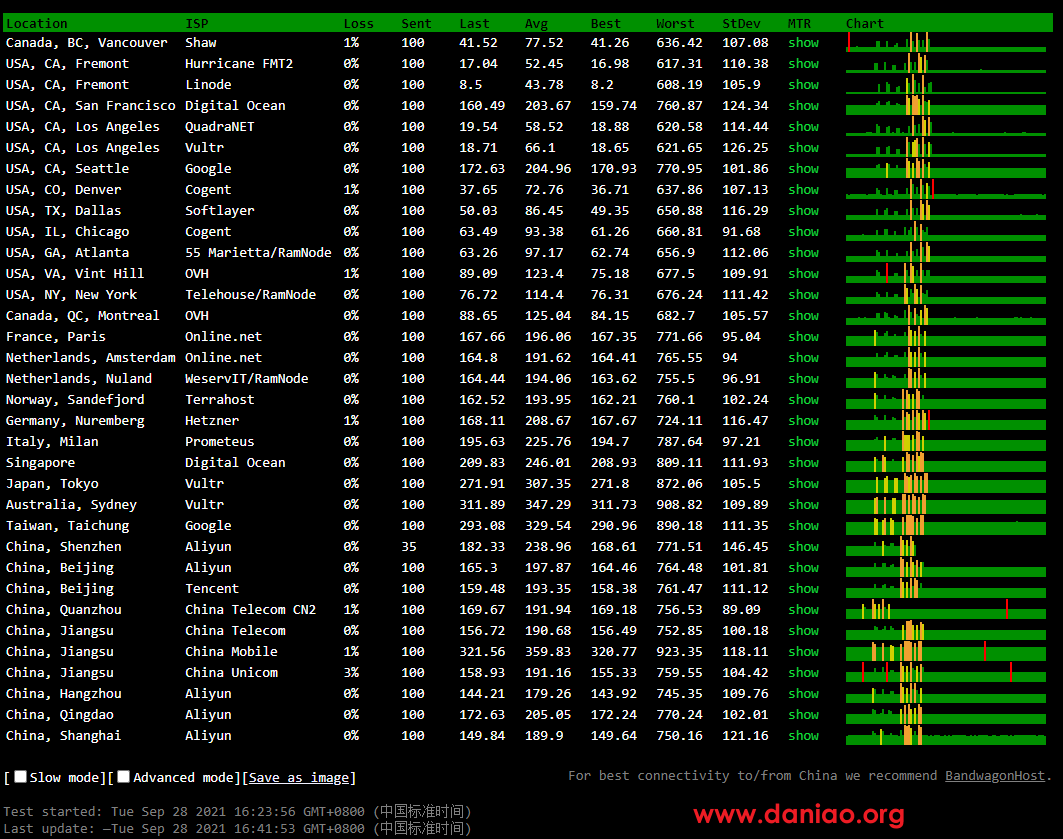 Location ISP Loss Sent Last Avg Best Worst StDev MTR Chart
Canada, BC, Vancouver Shaw 1% 100 41.52 77.52 41.26 636.42 107.08 show
USA, CA, Fremont Hurricane FMT2 0% 100 17.04 52.45 16.98 617.31 110.38 show
USA, CA, Fremont Linode 0% 100 8.5 43.78 8.2 608.19 105.9 show
USA, CA, San Francisco Digital Ocean 0% 100 160.49 203.67 159.74 760.87 124.34 show
USA, CA, Los Angeles QuadraNET 0% 100 19.54 58.52 18.88 620.58 114.44 show
USA, CA, Los Angeles Vultr 0% 100 18.71 66.1 18.65 621.65 126.25 show
USA, CA, Seattle Google 0% 100 172.63 204.96 170.93 770.95 101.86 show
USA, CO, Denver Cogent 1% 100 37.65 72.76 36.71 637.86 107.13 show
USA, TX, Dallas Softlayer 0% 100 50.03 86.45 49.35 650.88 116.29 show
USA, IL, Chicago Cogent 0% 100 63.49 93.38 61.26 660.81 91.68 show
USA, GA, Atlanta 55 Marietta/RamNode 0% 100 63.26 97.17 62.74 656.9 112.06 show
USA, VA, Vint Hill OVH 1% 100 89.09 123.4 75.18 677.5 109.91 show
USA, NY, New York Telehouse/RamNode 0% 100 76.72 114.4 76.31 676.24 111.42 show
Canada, QC, Montreal OVH 0% 100 88.65 125.04 84.15 682.7 105.57 show
France, Paris Online.net 0% 100 167.66 196.06 167.35 771.66 95.04 show
Netherlands, Amsterdam Online.net 0% 100 164.8 191.62 164.41 765.55 94 show
Netherlands, Nuland WeservIT/RamNode 0% 100 164.44 194.06 163.62 755.5 96.91 show
Norway, Sandefjord Terrahost 0% 100 162.52 193.95 162.21 760.1 102.24 show
Germany, Nuremberg Hetzner 1% 100 168.11 208.67 167.67 724.11 116.47 show
Italy, Milan Prometeus 0% 100 195.63 225.76 194.7 787.64 97.21 show
Singapore Digital Ocean 0% 100 209.83 246.01 208.93 809.11 111.93 show
Japan, Tokyo Vultr 0% 100 271.91 307.35 271.8 872.06 105.5 show
Australia, Sydney Vultr 0% 100 311.89 347.29 311.73 908.82 109.89 show
Taiwan, Taichung Google 0% 100 293.08 329.54 290.96 890.18 111.35 show
China, Shenzhen Aliyun 0% 35 182.33 238.96 168.61 771.51 146.45 show
China, Beijing Aliyun 0% 100 165.3 197.87 164.46 764.48 101.81 show
China, Beijing Tencent 0% 100 159.48 193.35 158.38 761.47 111.12 show
China, Quanzhou China Telecom CN2 1% 100 169.67 191.94 169.18 756.53 89.09 show
China, Jiangsu China Telecom 0% 100 156.72 190.68 156.49 752.85 100.18 show
China, Jiangsu China Mobile 1% 100 321.56 359.83 320.77 923.35 118.11 show
China, Jiangsu China Unicom 3% 100 158.93 191.16 155.33 759.55 104.42 show
China, Hangzhou Aliyun 0% 100 144.21 179.26 143.92 745.35 109.76 show
China, Qingdao Aliyun 0% 100 172.63 205.05 172.24 770.24 102.01 show
China, Shanghai Aliyun 0% 100 149.84 189.9 149.64 750.16 121.16 show
[ Slow mode][ Advanced mode][Save as image] For best connectivity to/from China we recommend BandwagonHost.
Test started: Tue Sep 28 2021 16:23:56 GMT+0800 (中国标准时间)
Last update: —Tue Sep 28 2021 16:41:53 GMT+0800 (中国标准时间)
www.daniao.org